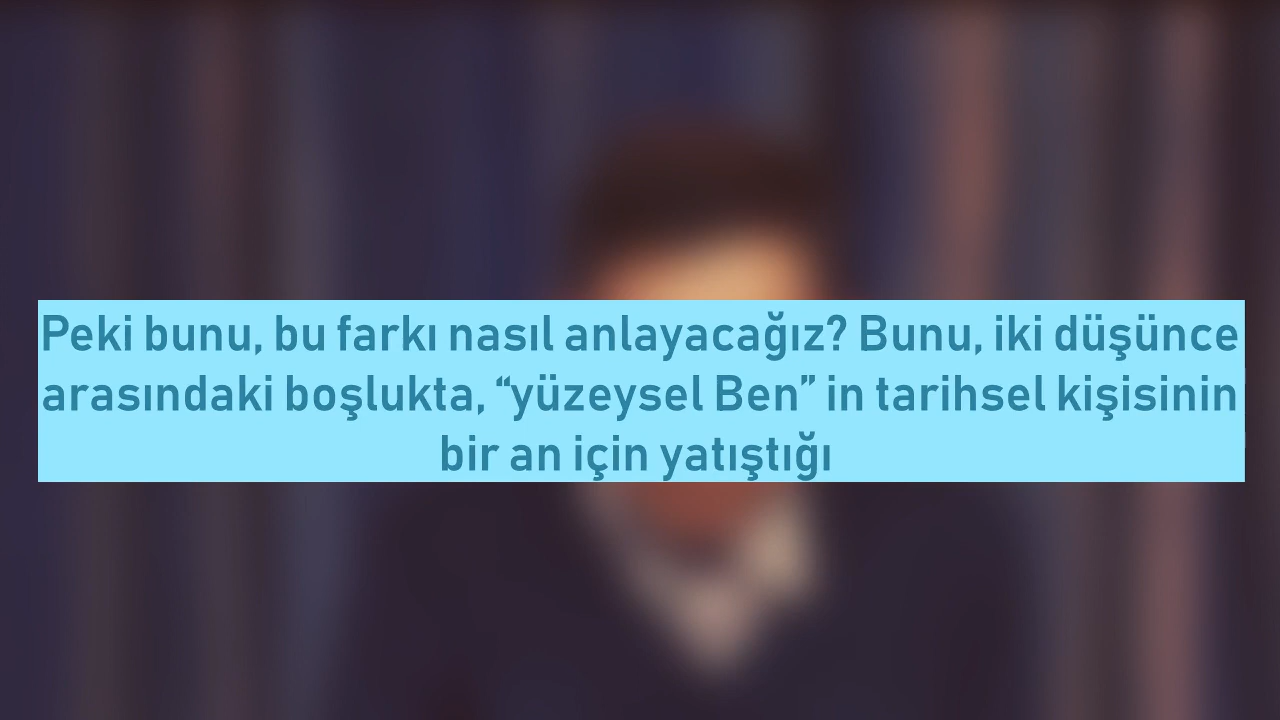 Peki bunu, bu farkı nasıl anlayacağız? Bunu, iki düşünce
arasındaki boşlukta, “yüzeysel Ben” in tarihsel kişisinin
bir an için yatıştığı